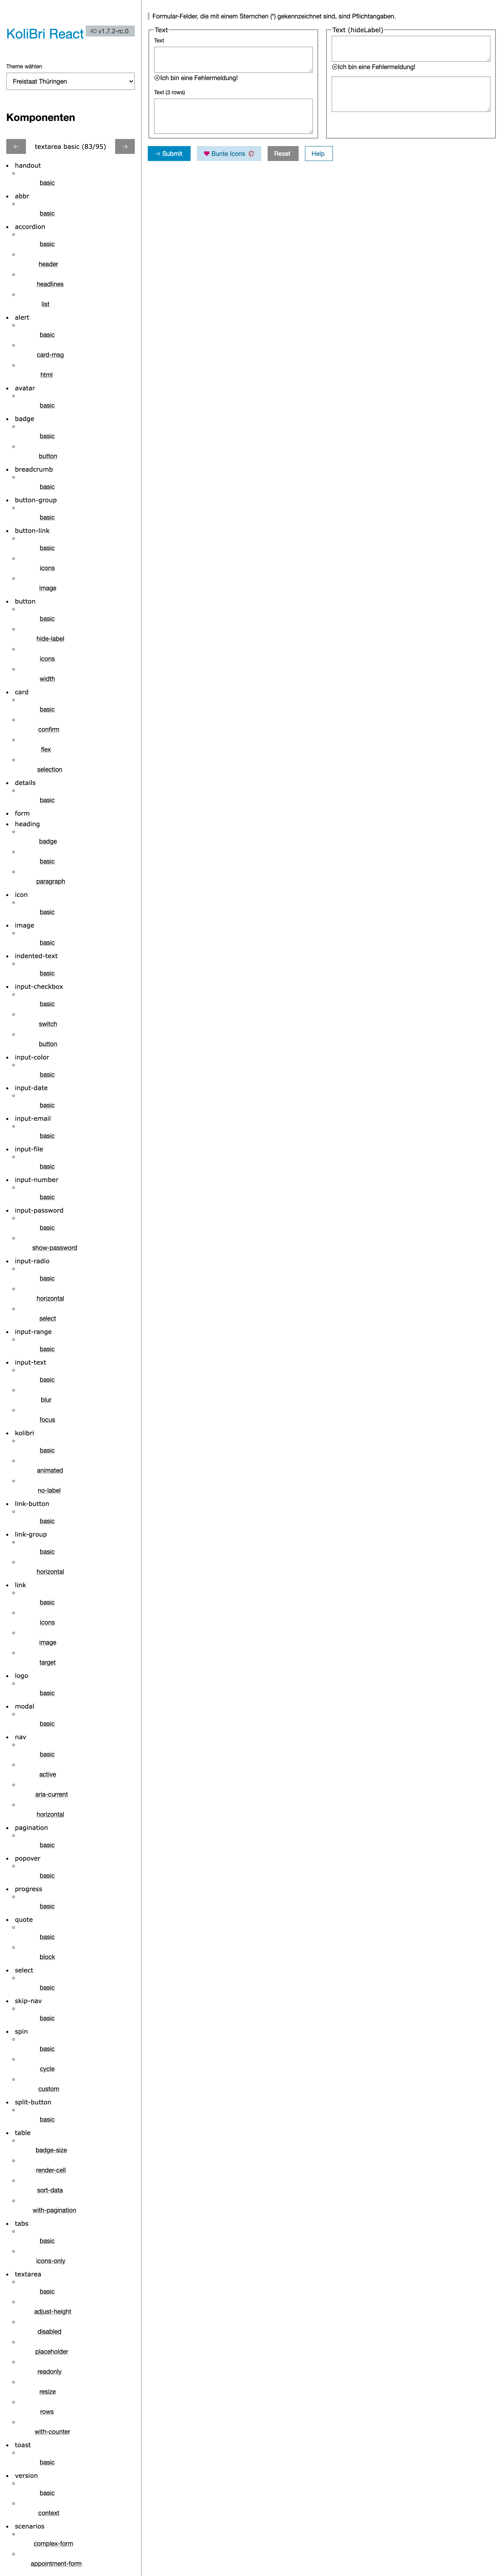 KoliBri React
v1.7.2-rc.0
Theme wählen
Freistaat Thüringen
Komponenten
← textarea basic (83/95) →
handout
basic
abbr
basic
accordion
basic
header
headlines
list
alert
basic
card-msg
html
avatar
basic
badge
basic
button
breadcrumb
basic
button-group
basic
button-link
basic
icons
image
button
basic
hide-label
icons
width
card
basic
confirm
flex
selection
details
basic
form
heading
badge
basic
paragraph
icon
basic
image
basic
indented-text
basic
input-checkbox
basic
switch
button
input-color
basic
input-date
basic
input-email
basic
input-file
basic
input-number
basic
input-password
basic
show-password
input-radio
basic
horizontal
select
input-range
basic
input-text
basic
blur
focus
kolibri
basic
animated
no-label
link-button
basic
link-group
basic
horizontal
link
basic
icons
image
target
logo
basic
modal
basic
nav
basic
active
aria-current
horizontal
pagination
basic
popover
basic
progress
basic
quote
basic
block
select
basic
skip-nav
basic
spin
basic
cycle
custom
split-button
basic
table
badge-size
render-cell
sort-data
with-pagination
tabs
basic
icons-only
textarea
basic
adjust-height
disabled
placeholder
readonly
resize
rows
with-counter
toast
basic
version
basic
context
scenarios
complex-form
appointment-form
Formular-Felder, die mit einem Sternchen (*) gekennzeichnet sind, sind Pflichtangaben.
Text
Text
Ich bin eine Fehlermeldung!
Text (3 rows)
Text (hideLabel)
Ich bin eine Fehlermeldung!
→ Submit
Bunte Icons
Reset
Help